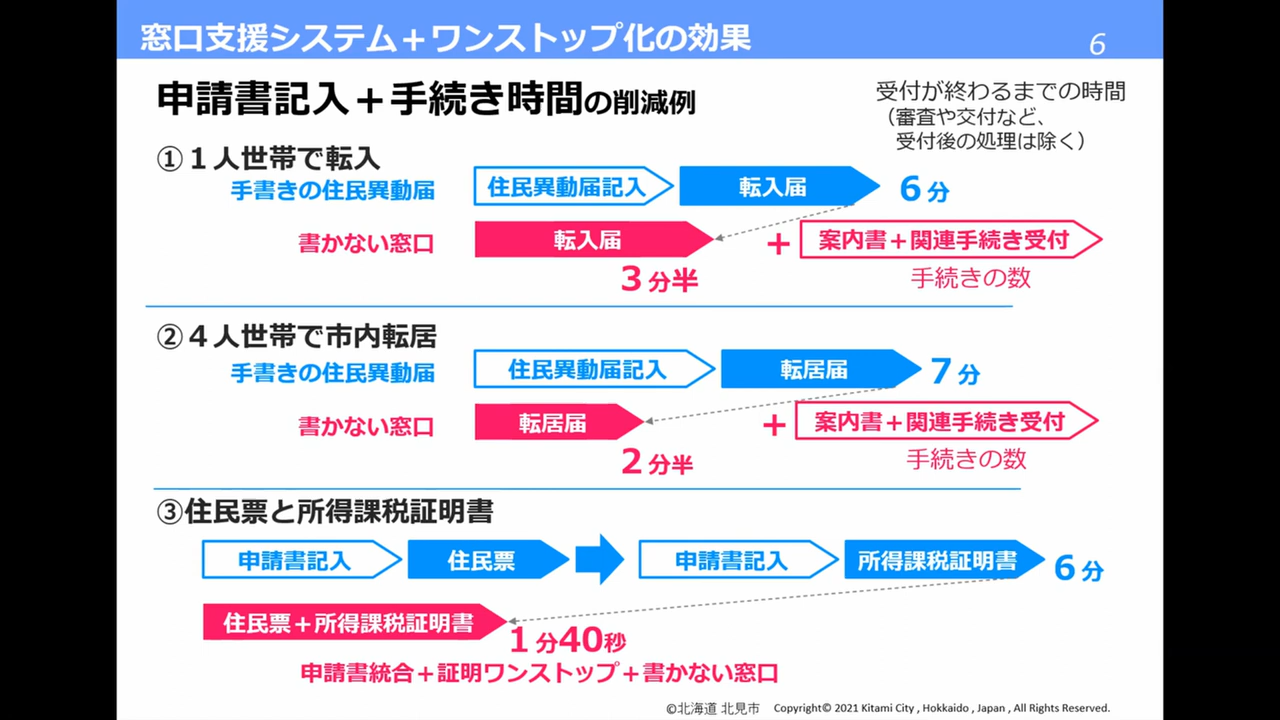 窓口支援システム＋ワンストップ化の効果
6
申請書記入＋手続き時間の削減例
受付が終わるまでの時間
（審査や交付など、
受付後の処理は除く）
①１人世帯で転入
手書きの住民異動届
住民異動届記入
転入届
6分
書かない窓口
転入届
＋
案内書＋関連手続き受付
3分半
手続きの数
②４人世帯で市内転居
手書きの住民異動届
住民異動届記入
転居届
7分
書かない窓口
転居届
＋
案内書＋関連手続き受付
2分半
手続きの数
③住民票と所得課税証明書
申請書記入
住民票
申請書記入
所得課税証明書
6分
住民票＋所得課税証明書
1分40秒
申請書統合＋証明ワンストップ＋書かない窓口
©北海道 北見市 Copyright© 2021 Kitami City , Hokkaido , Japan , All Rights Reserved.